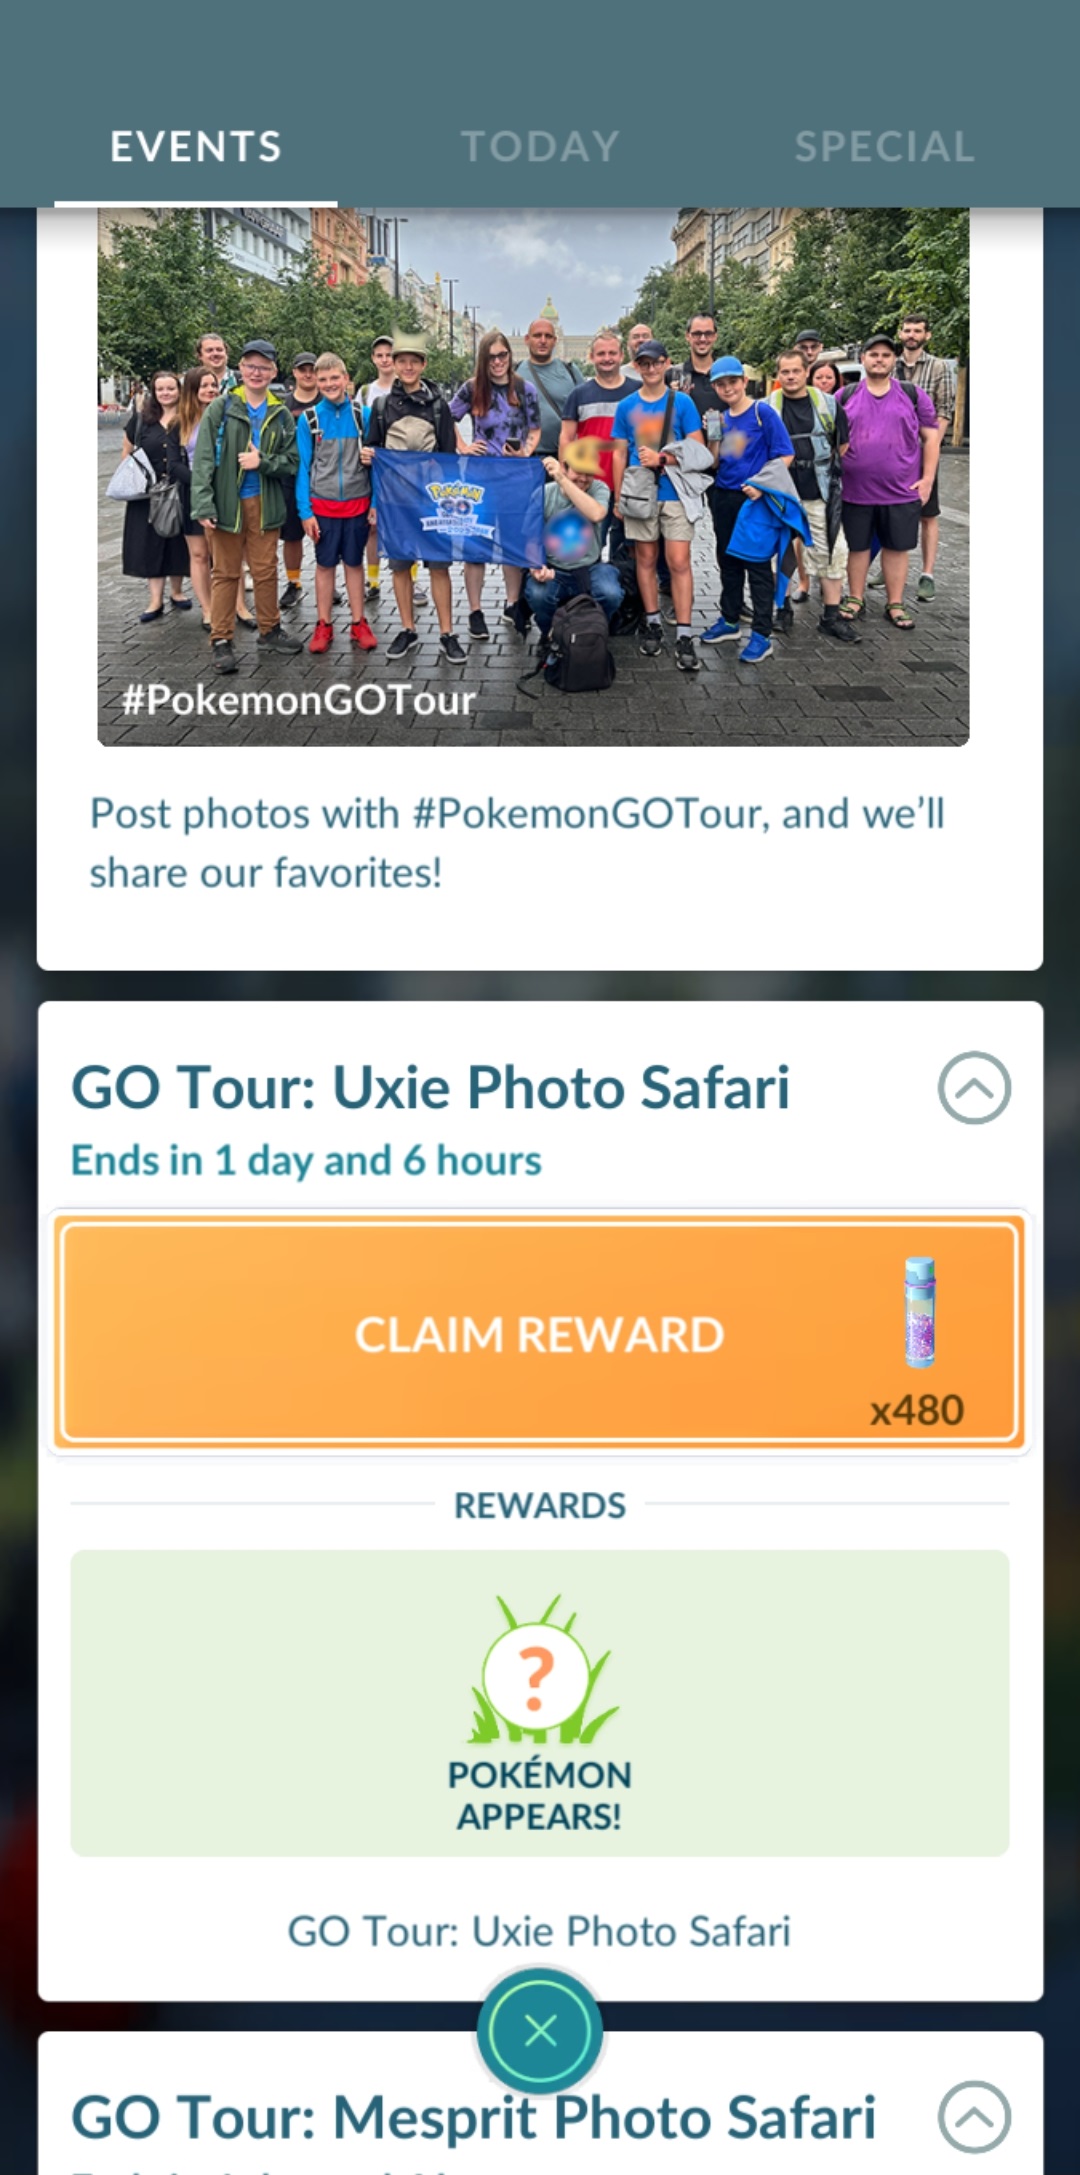 EVENTS
TODAY
SPECIAL
Pokémon
GO
#PokemonGOTour
Post photos with #PokemonGOTour, and we’ll
share our favorites!
GO Tour: Uxie Photo Safari
Ends in 1 day and 6 hours
CLAIM REWARD
x480
REWARDS
?
POKÉMON
APPEARS!
GO Tour: Uxie Photo Safari
GO Tour: Mesprit Photo Safari